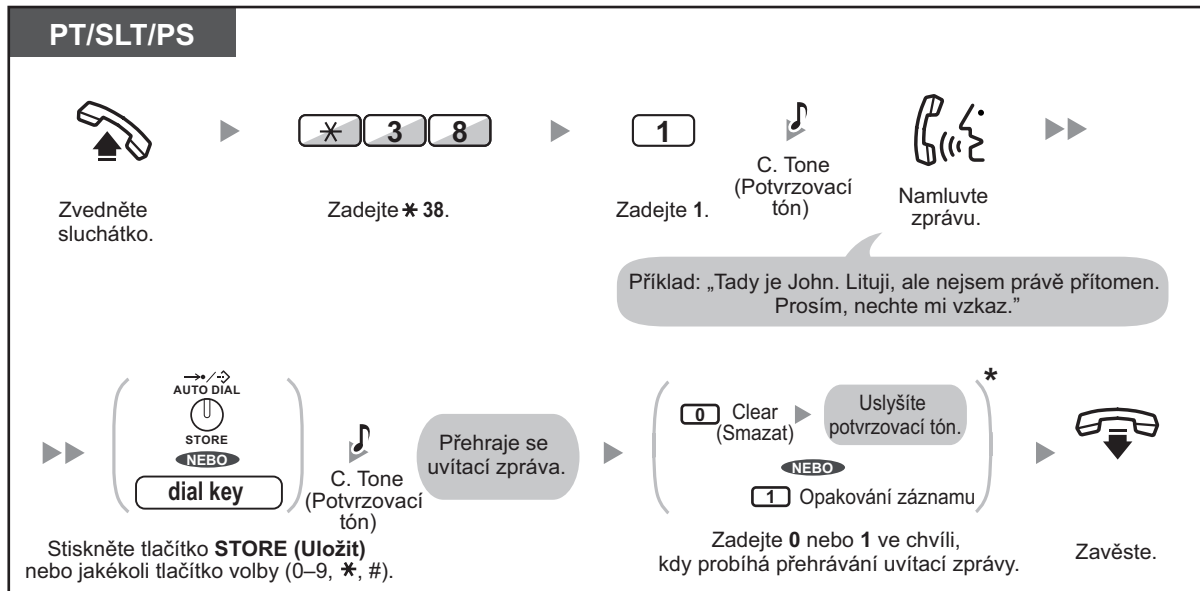 PT/SLT/PS
✳ 3 8
1
C. Tone
(Potvrzovací
tón)
Zvedněte
sluchátko.
Zadejte ✳ 38.
Zadejte 1.
Namluvte
zprávu.
Příklad: „Tady je John. Lituji, ale nejsem právě přítomen.
Prosím, nechte mi vzkaz.”
AUTO DIAL
STORE
NEBO
dial key
C. Tone
(Potvrzovací
tón)
Přehraje se
uvítací zpráva.
0 Clear
(Smazat)
Uslyšíte
potvrzovací tón.
*
NEBO
1 Opakování záznamu
Stiskněte tlačítko STORE (Uložit)
nebo jakékoli tlačítko volby (0–9, ✳, #).
Zadejte 0 nebo 1 ve chvíli,
kdy probíhá přehrávání uvítací zprávy.
Zavěste.